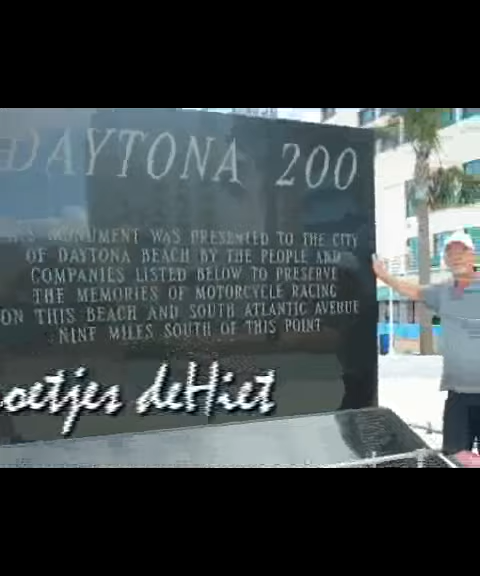 DAYTONA 200
THIS MONUMENT WAS PRESENTED TO THE CITY
OF DAYTONA BEACH BY THE PEOPLE AND
COMPANIES LISTED BELOW TO PRESERVE
THE MEMORIES OF MOTORCYCLE RACING
ON THIS BEACH AND SOUTH ATLANTIC AVENUE
NINE MILES SOUTH OF THIS POINT
oetjes deHiet